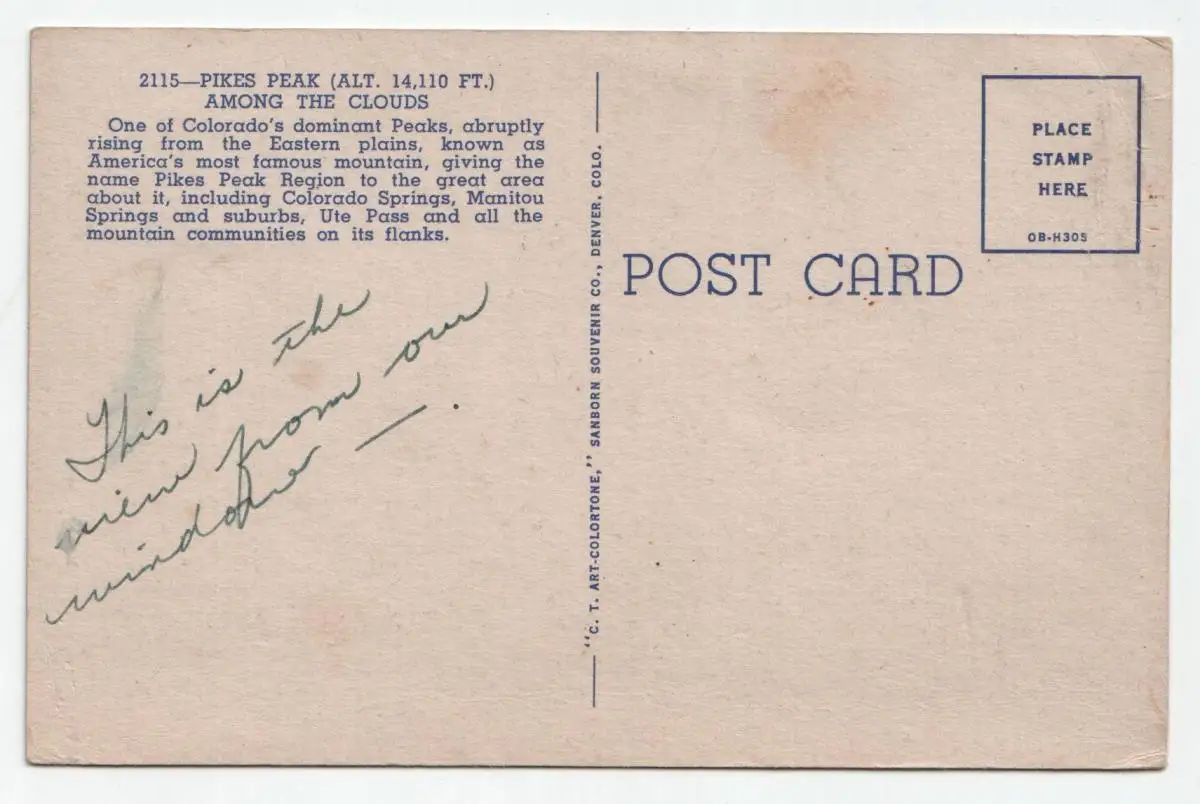 2115—PIKES PEAK (ALT. 14,110 FT.)
AMONG THE CLOUDS
One of Colorado's dominant Peaks, abruptly
rising from the Eastern plains, known as
America's most famous mountain, giving the
name Pikes Peak Region to the great area
about it, including Colorado Springs, Manitou
Springs and suburbs, Ute Pass and all the
mountain communities on its flanks.
This is the
view from our
window —.
"C. T. ART-COLORTONE," SANBORN SOUVENIR CO., DENVER, COLO.
POST CARD
PLACE
STAMP
HERE
OB-H305